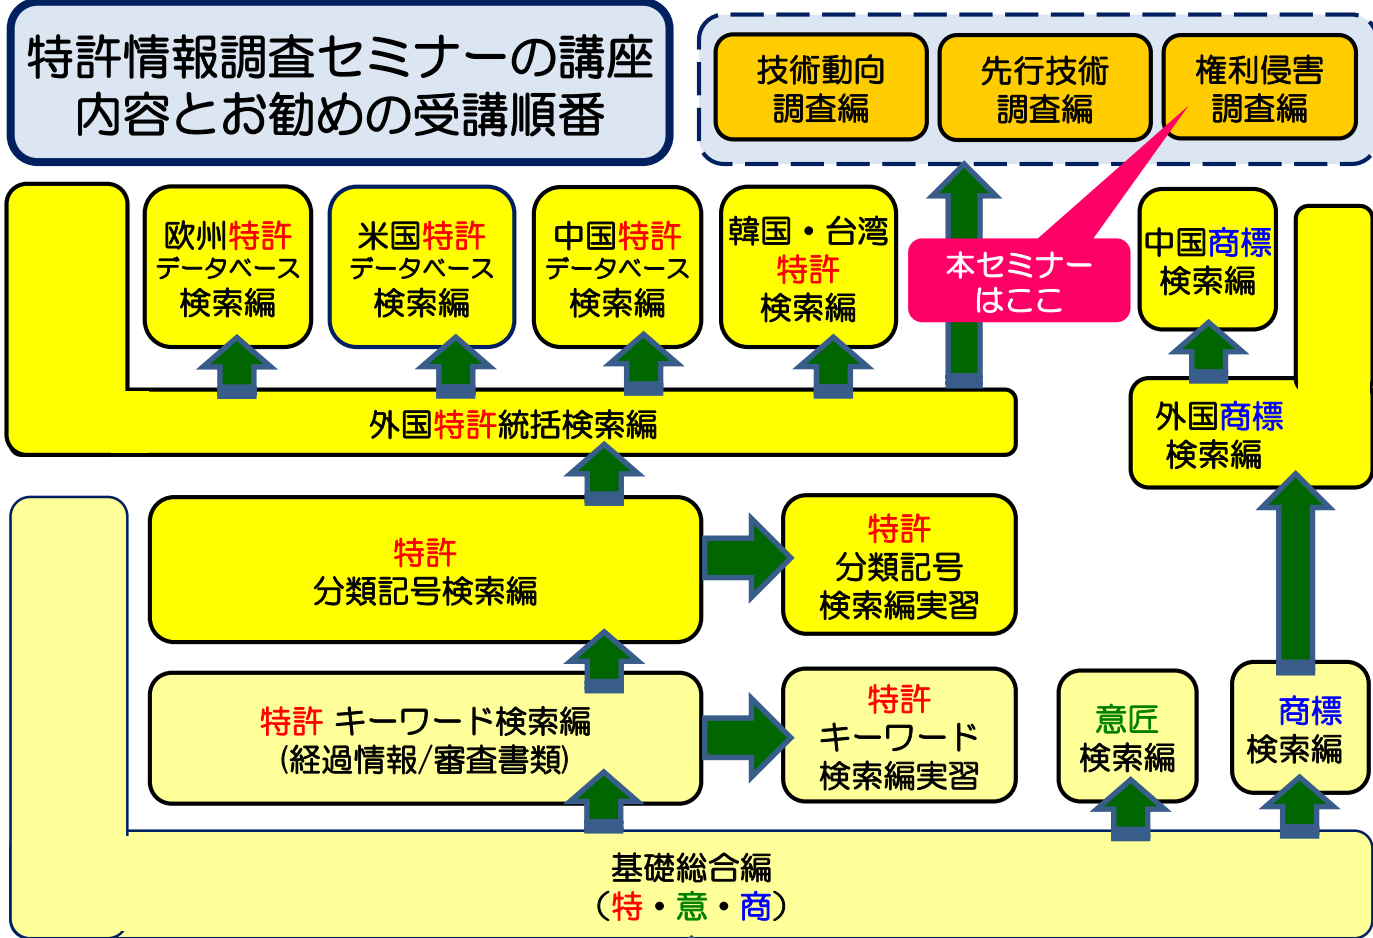 特許情報調査セミナーの講座
内容とお勧めの受講順番
技術動向
調査編
先行技術
調査編
権利侵害
調査編
欧州特許
データベース
検索編
米国特許
データベース
検索編
中国特許
データベース
検索編
韓国・台湾
特許
検索編
本セミナー
はここ
中国商標
検索編
外国特許統括検索編
外国商標
検索編
特許
分類記号検索編
特許
分類記号
検索編実習
特許 キーワード検索編
(経過情報/審査書類)
特許
キーワード
検索編実習
意匠
検索編
商標
検索編
基礎総合編
（特・意・商）